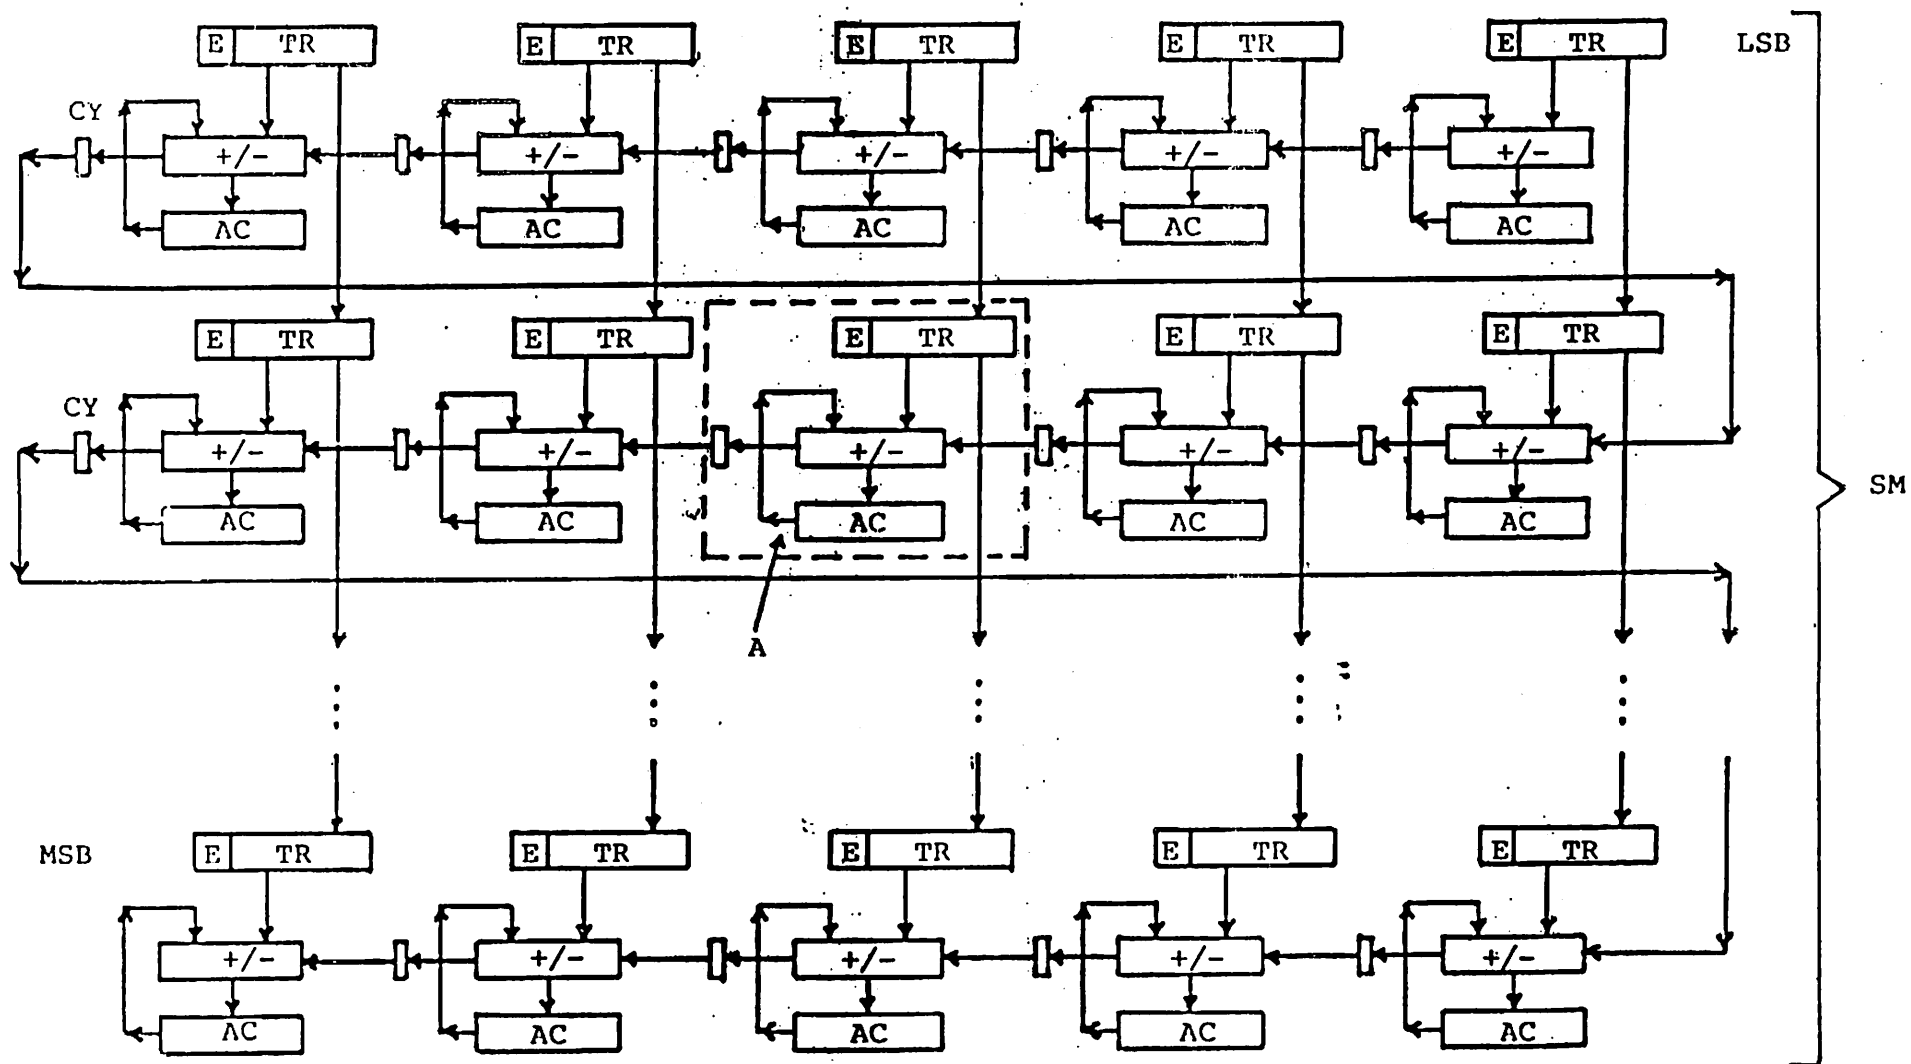 E TR E TR E TR E TR E TR LSB
CY
+/- +/- +/- +/- +/-
AC AC AC AC AC
E TR E TR E TR E TR E TR
CY
SM
+/- +/- +/- +/- +/-
AC AC AC AC AC
A
MSB E TR E TR E TR E TR E TR
+/- +/- +/- +/- +/-
AC AC AC AC AC